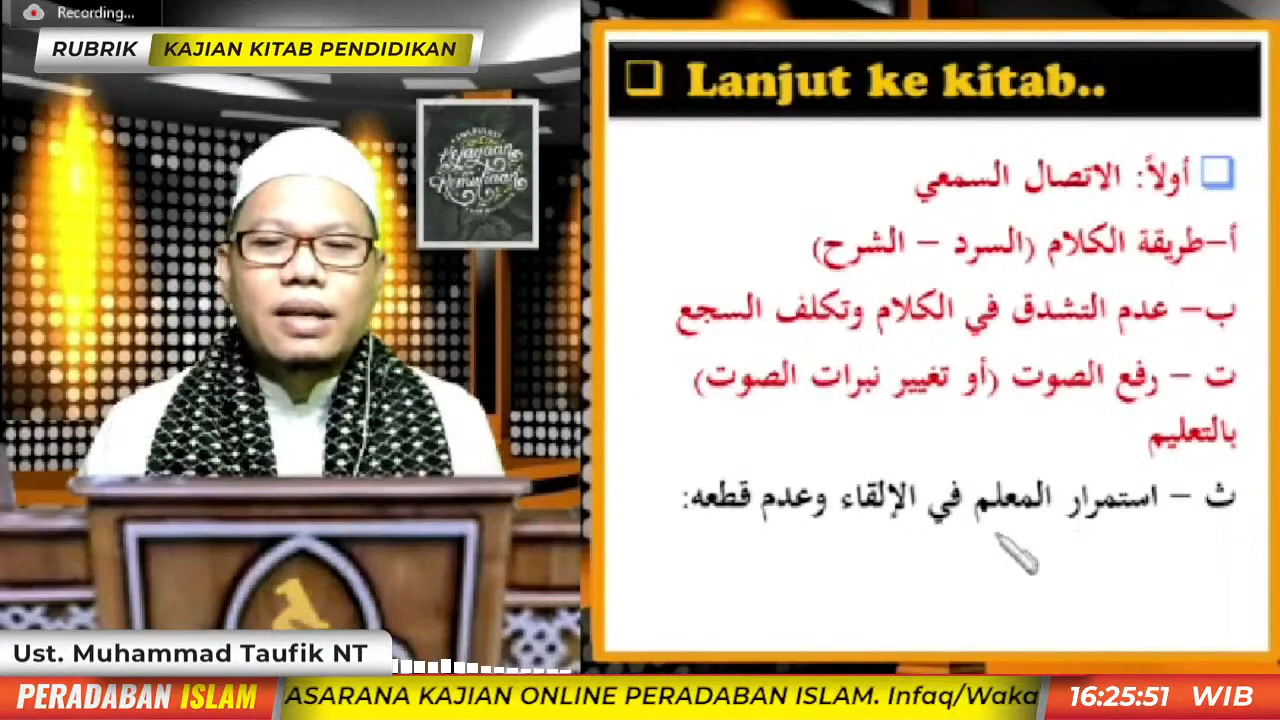 Recording...
RUBRIK KAJIAN KITAB PENDIDIKAN
Lanjut ke kitab..
أولاً: الاتصال السمعي
أ-طريقة الكلام (السرد – الشرح)
ب- عدم التشدق في الكلام وتكلف السجع
ت – رفع الصوت (أو تغيير نبرات الصوت)
بالتعليم
ث – استمرار المعلم في الإلقاء وعدم قطعه:
Ust. Muhammad Taufik NT
PERADABAN ISLAM ASARANA KAJIAN ONLINE PERADABAN ISLAM. Infaq/Waka 16:25:51 WIB